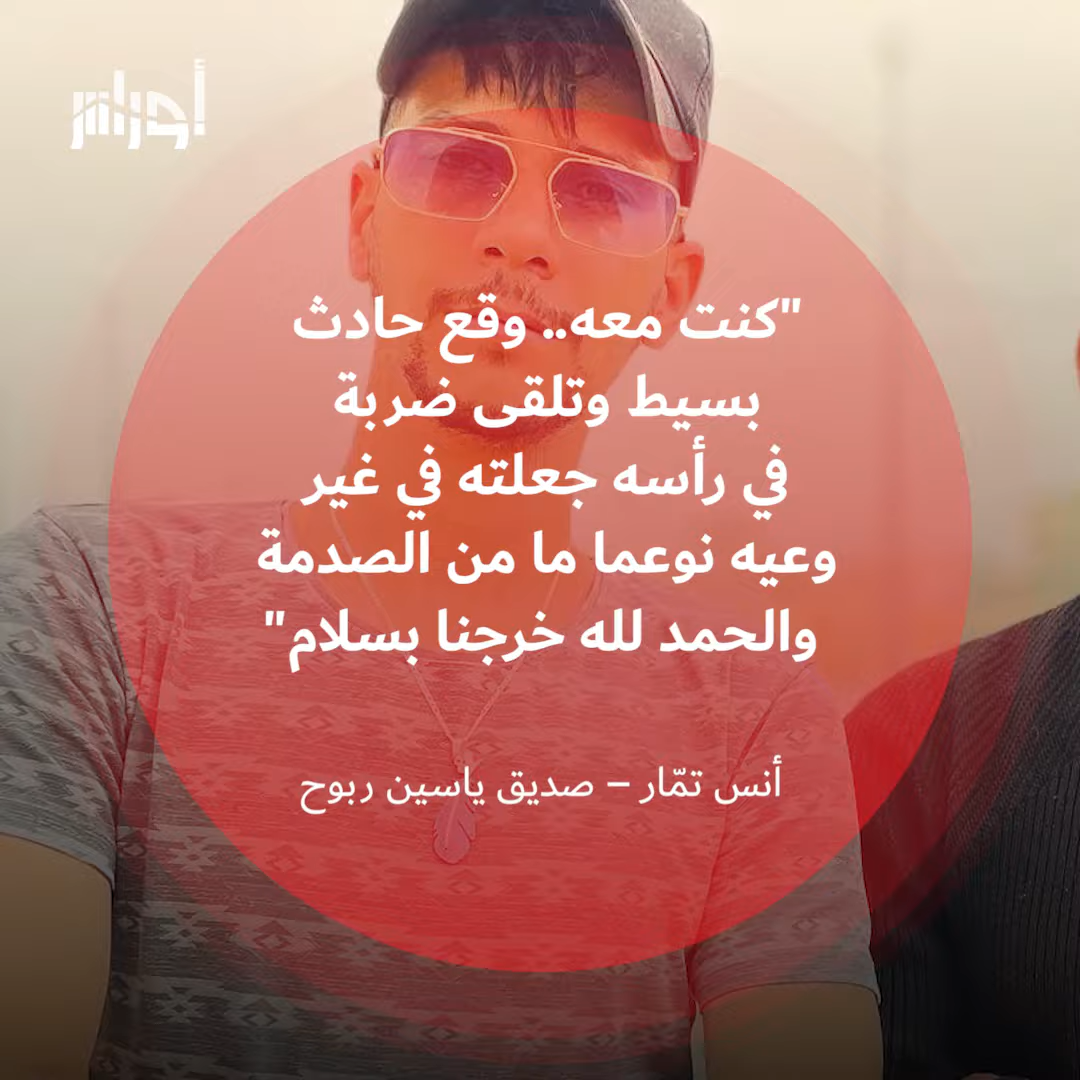 أوراس
"كنت معه.. وقع حادث
بسيط وتلقى ضربة
في رأسه جعلته في غير
وعيه نوعما ما من الصدمة
والحمد لله خرجنا بسلام"
أنس تمّار – صديق ياسين ربوح